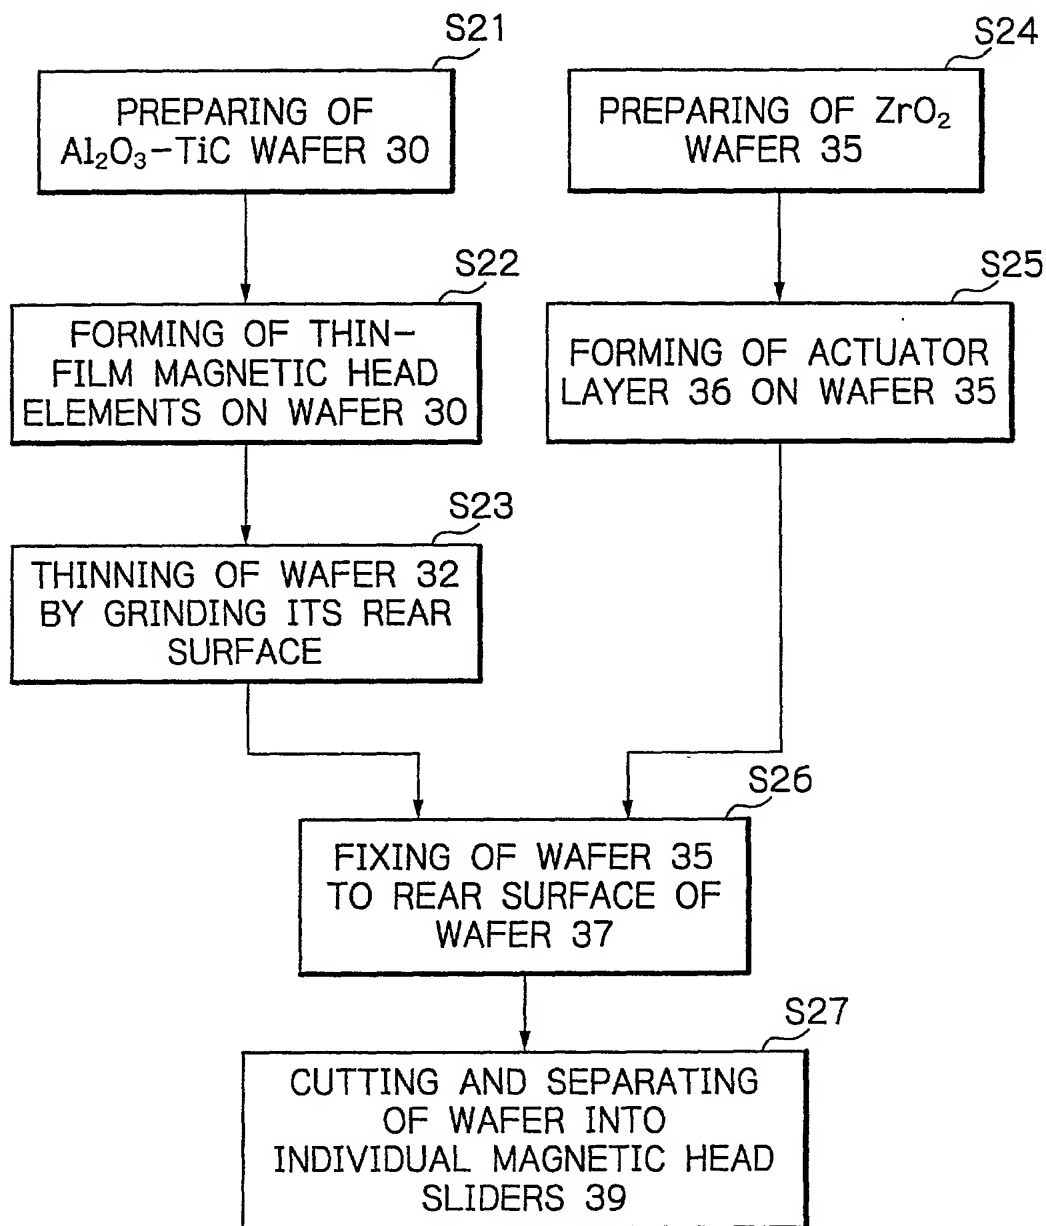 S21
PREPARING OF
Al₂O₃-TiC WAFER 30
S24
PREPARING OF ZrO₂
WAFER 35
S22
FORMING OF THIN-
FILM MAGNETIC HEAD
ELEMENTS ON WAFER 30
S25
FORMING OF ACTUATOR
LAYER 36 ON WAFER 35
S23
THINNING OF WAFER 32
BY GRINDING ITS REAR
SURFACE
S26
FIXING OF WAFER 35
TO REAR SURFACE OF
WAFER 37
S27
CUTTING AND SEPARATING
OF WAFER INTO
INDIVIDUAL MAGNETIC HEAD
SLIDERS 39